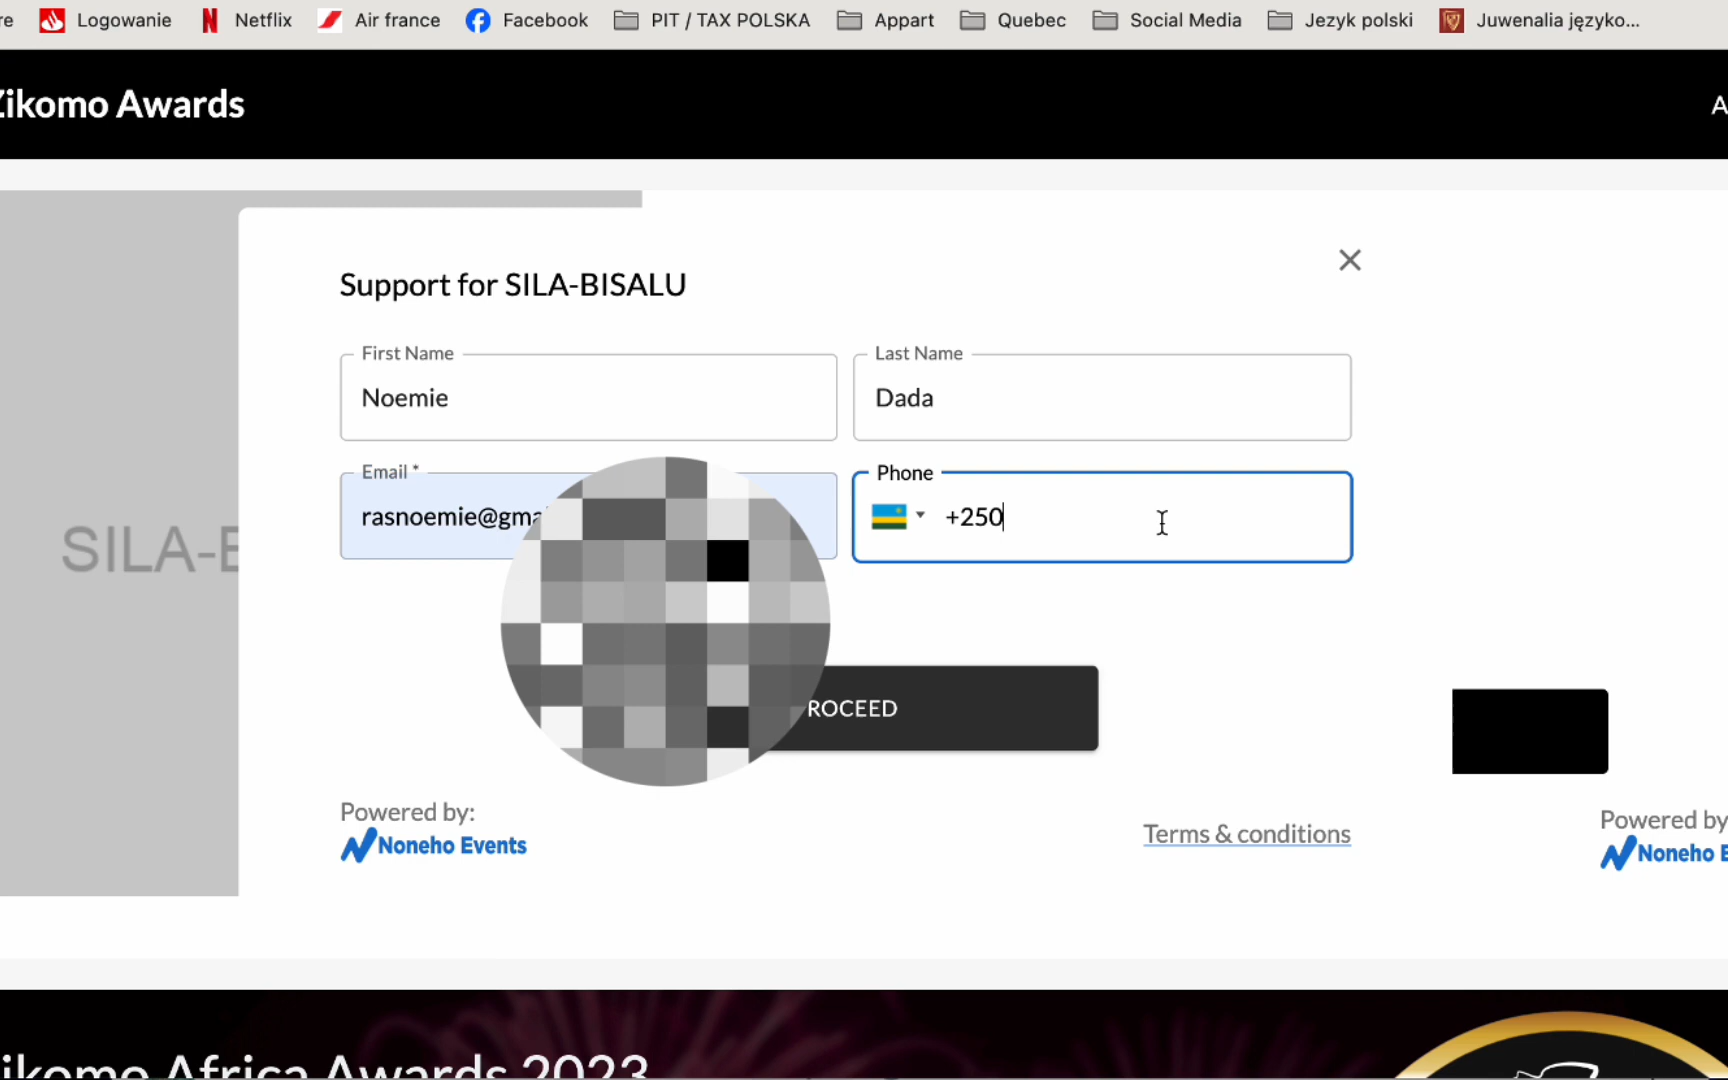 Logowanie Netflix Air france Facebook PIT / TAX POLSKA Appart Quebec Social Media Jezyk polski Juwenalia języko...
Zikomo Awards
Support for SILA-BISALU
First Name
Last Name
Noemie
Dada
Email *
Phone
rasnoemie@gma
+250
SILA-B
ROCEED
Powered by:
Noneho Events
Terms & conditions
Powered by
Noneho E
ikomo Africa Awards 2023